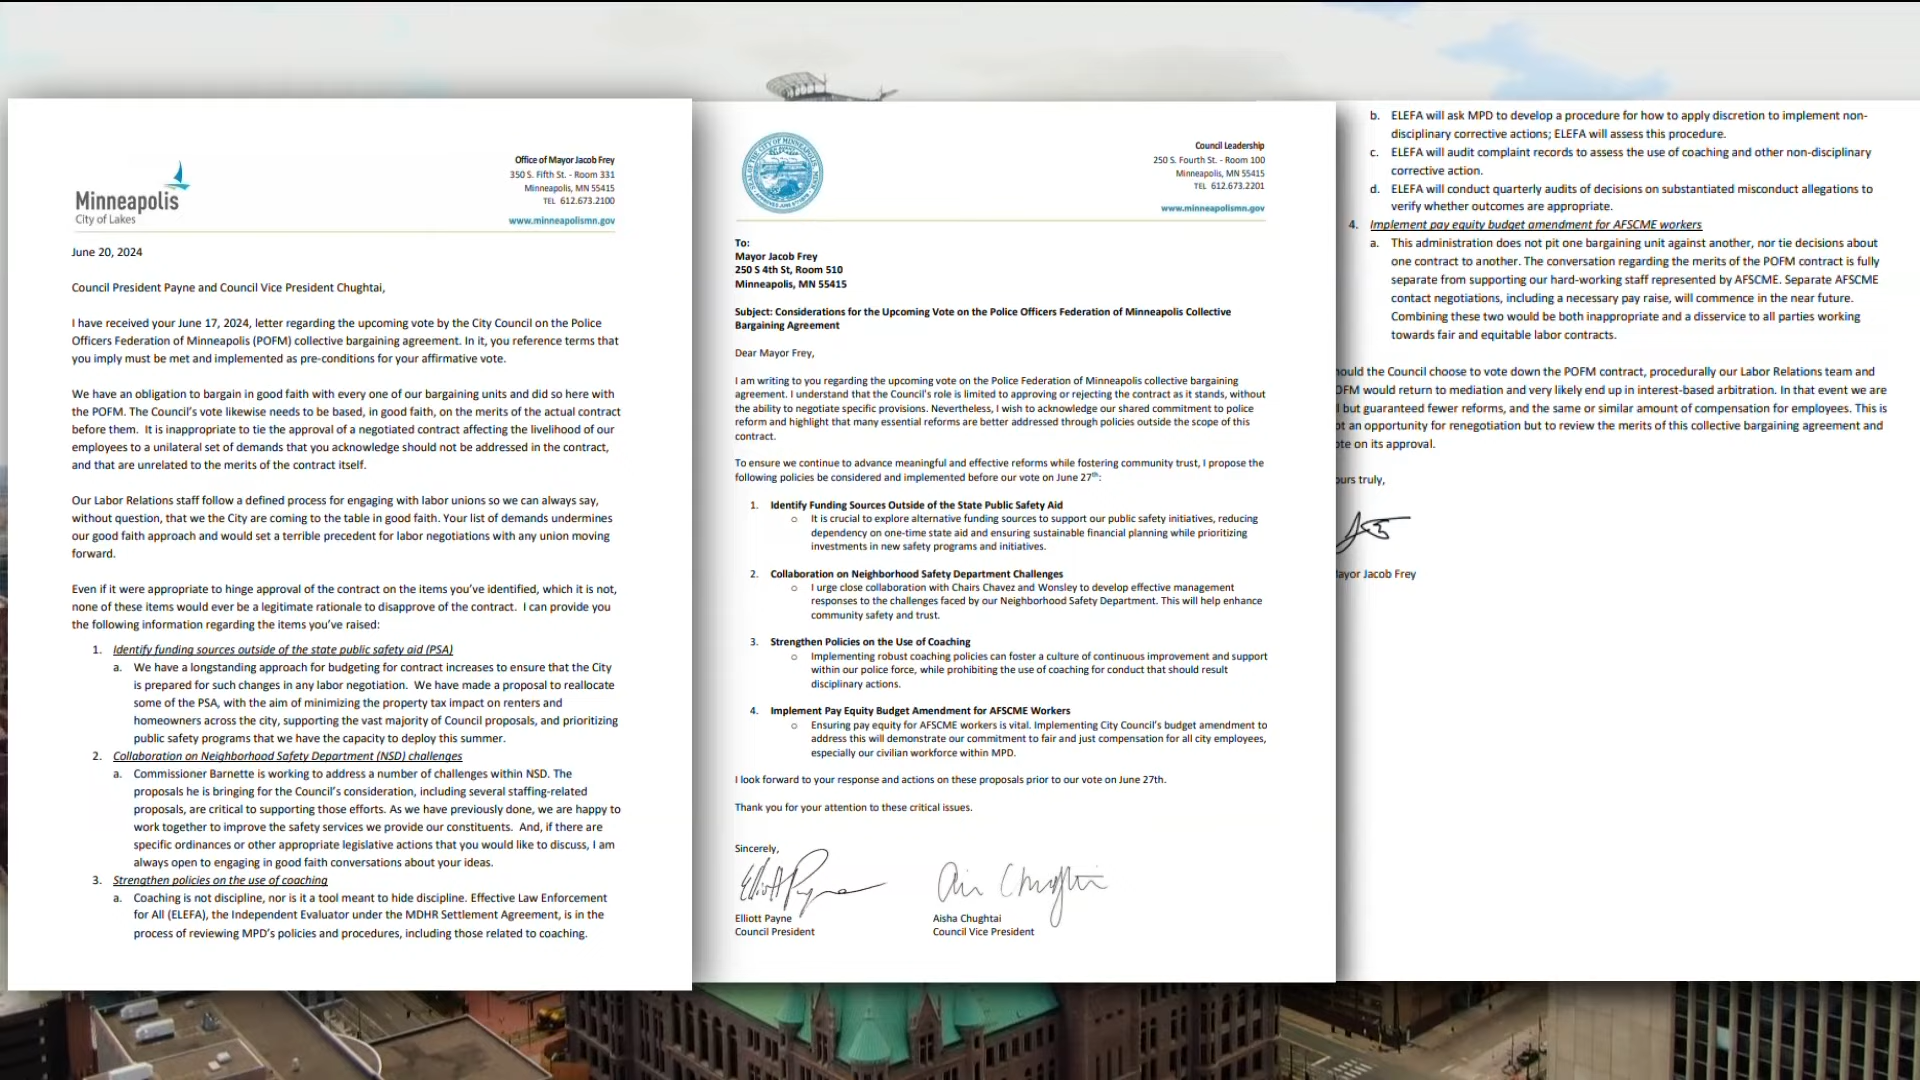 Minneapolis
City of Lakes
Office of Mayor Jacob Frey
350 S. Fifth St. - Room 331
Minneapolis, MN 55415
TEL 612.673.2100
www.minneapolismn.gov
June 20, 2024
Council President Payne and Council Vice President Chughtai,
I have received your June 17, 2024, letter regarding the upcoming vote by the City Council on the Police
Officers Federation of Minneapolis (POFM) collective bargaining agreement. In it, you reference terms that
you imply must be met and implemented as pre-conditions for your affirmative vote.
We have an obligation to bargain in good faith with every one of our bargaining units and did so here with
the POFM. The Council's vote likewise needs to be based, in good faith, on the merits of the actual contract
before them. It is inappropriate to tie the approval of a negotiated contract affecting the livelihood of our
employees to a unilateral set of demands that you acknowledge should not be addressed in the contract,
and that are unrelated to the merits of the contract itself.
Our Labor Relations staff follow a defined process for engaging with labor unions so we can always say,
without question, that we the City are coming to the table in good faith. Your list of demands undermines
our good faith approach and would set a terrible precedent for labor negotiations with any union moving
forward.
Even if it were appropriate to hinge approval of the contract on the items you've identified, which it is not,
none of these items would ever be a legitimate rationale to disapprove of the contract. I can provide you
the following information regarding the items you've raised:
1. Identify funding sources outside of the state public safety aid (PSA)
a. We have a longstanding approach for budgeting for contract increases to ensure that the City
is prepared for such changes in any labor negotiation. We have made a proposal to reallocate
some of the PSA, with the aim of minimizing the property tax impact on renters and
homeowners across the city, supporting the vast majority of Council proposals, and prioritizing
public safety programs that we have the capacity to deploy this summer.
2. Collaboration on Neighborhood Safety Department (NSD) challenges
a. Commissioner Barnette is working to address a number of challenges within NSD. The
proposals he is bringing for the Council's consideration, including several staffing-related
proposals, are critical to supporting those efforts. As we have previously done, we are happy to
work together to improve the safety services we provide our constituents. And, if there are
specific ordinances or other appropriate legislative actions that you would like to discuss, I am
always open to engaging in good faith conversations about your ideas.
3. Strengthen policies on the use of coaching
a. Coaching is not discipline, nor is it a tool meant to hide discipline. Effective Law Enforcement
for All (ELEFA), the Independent Evaluator under the MDHR Settlement Agreement, is in the
process of reviewing MPD's policies and procedures, including those related to coaching.
Council Leadership
250 S. Fourth St. - Room 100
Minneapolis, MN 55415
TEL 612.673.2201
www.minneapolismn.gov
To:
Mayor Jacob Frey
250 S 4th St, Room 510
Minneapolis, MN 55415
Subject: Considerations for the Upcoming Vote on the Police Officers Federation of Minneapolis Collective
Bargaining Agreement
Dear Mayor Frey,
I am writing to you regarding the upcoming vote on the Police Federation of Minneapolis collective bargaining
agreement. I understand that the Council's role is limited to approving or rejecting the contract as it stands, without
the ability to negotiate specific provisions. Nevertheless, I wish to acknowledge our shared commitment to police
reform and highlight that many essential reforms are better addressed through policies outside the scope of this
contract.
To ensure we continue to advance meaningful and effective reforms while fostering community trust, I propose the
following policies be considered and implemented before our vote on June 27th:
1. Identify Funding Sources Outside of the State Public Safety Aid
o It is crucial to explore alternative funding sources to support our public safety initiatives, reducing
dependency on one-time state aid and ensuring sustainable financial planning while prioritizing
investments in new safety programs and initiatives.
2. Collaboration on Neighborhood Safety Department Challenges
o I urge close collaboration with Chairs Chavez and Wonsley to develop effective management
responses to the challenges faced by our Neighborhood Safety Department. This will help enhance
community safety and trust.
3. Strengthen Policies on the Use of Coaching
o Implementing robust coaching policies can foster a culture of continuous improvement and support
within our police force, while prohibiting the use of coaching for conduct that should result
disciplinary actions.
4. Implement Pay Equity Budget Amendment for AFSCME Workers
o Ensuring pay equity for AFSCME workers is vital. Implementing City Council's budget amendment to
address this will demonstrate our commitment to fair and just compensation for all city employees,
especially our civilian workforce within MPD.
I look forward to your response and actions on these proposals prior to our vote on June 27th.
Thank you for your attention to these critical issues.
Sincerely,
Elliott Payne
Council President
Aisha Chughtai
Council Vice President
b. ELEFA will ask MPD to develop a procedure for how to apply discretion to implement non-
disciplinary corrective actions; ELEFA will assess this procedure.
c. ELEFA will audit complaint records to assess the use of coaching and other non-disciplinary
corrective action.
d. ELEFA will conduct quarterly audits of decisions on substantiated misconduct allegations to
verify whether outcomes are appropriate.
4. Implement pay equity budget amendment for AFSCME workers
a. This administration does not pit one bargaining unit against another, nor tie decisions about
one contract to another. The conversation regarding the merits of the POFM contract is fully
separate from supporting our hard-working staff represented by AFSCME. Separate AFSCME
contact negotiations, including a necessary pay raise, will commence in the near future.
Combining these two would be both inappropriate and a disservice to all parties working
towards fair and equitable labor contracts.
ould the Council choose to vote down the POFM contract, procedurally our Labor Relations team and
OFM would return to mediation and very likely end up in interest-based arbitration. In that event we are
l but guaranteed fewer reforms, and the same or similar amount of compensation for employees. This is
ot an opportunity for renegotiation but to review the merits of this collective bargaining agreement and
ote on its approval.
ours truly,
ayor Jacob Frey